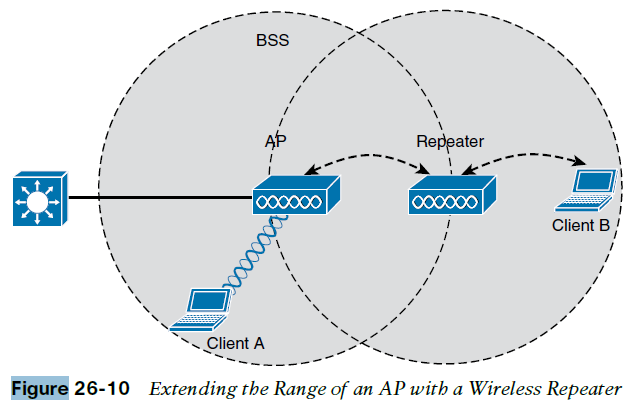 BSS
AP
Repeater
Client B
Client A
Figure 26-10 Extending the Range of an AP with a Wireless Repeater